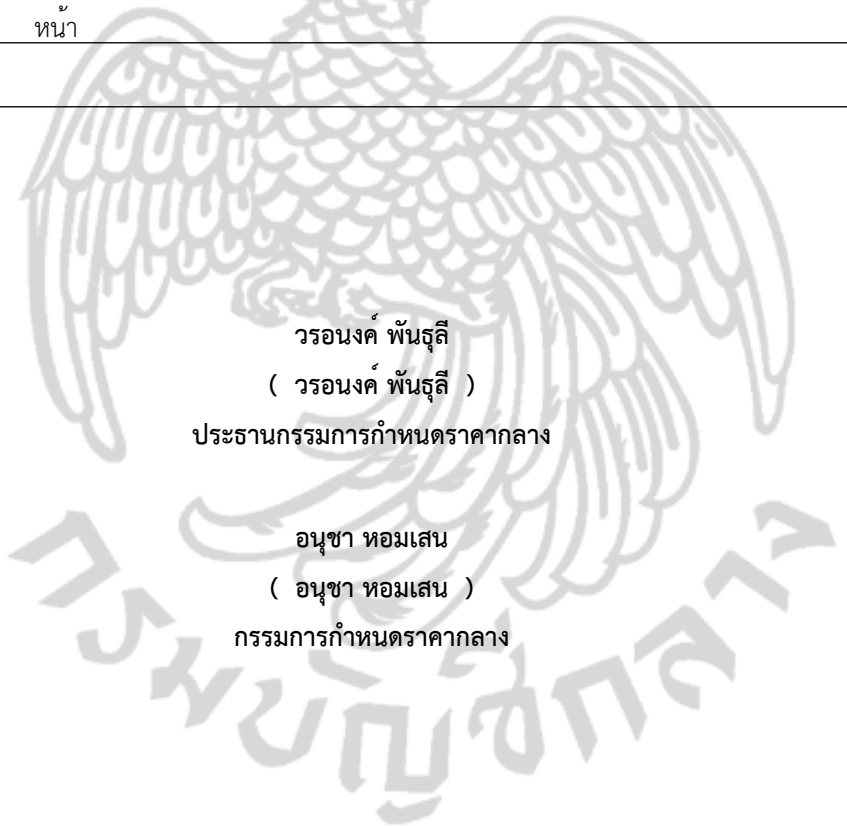 หน้า
วรอนงค์ พันธุลี
( วรอนงค์ พันธุลี )
ประธานกรรมการกำหนดราคากลาง
อนุชา หอมเสน
( อนุชา หอมเสน )
กรรมการกำหนดราคากลาง
กรมบัญชีกลาง